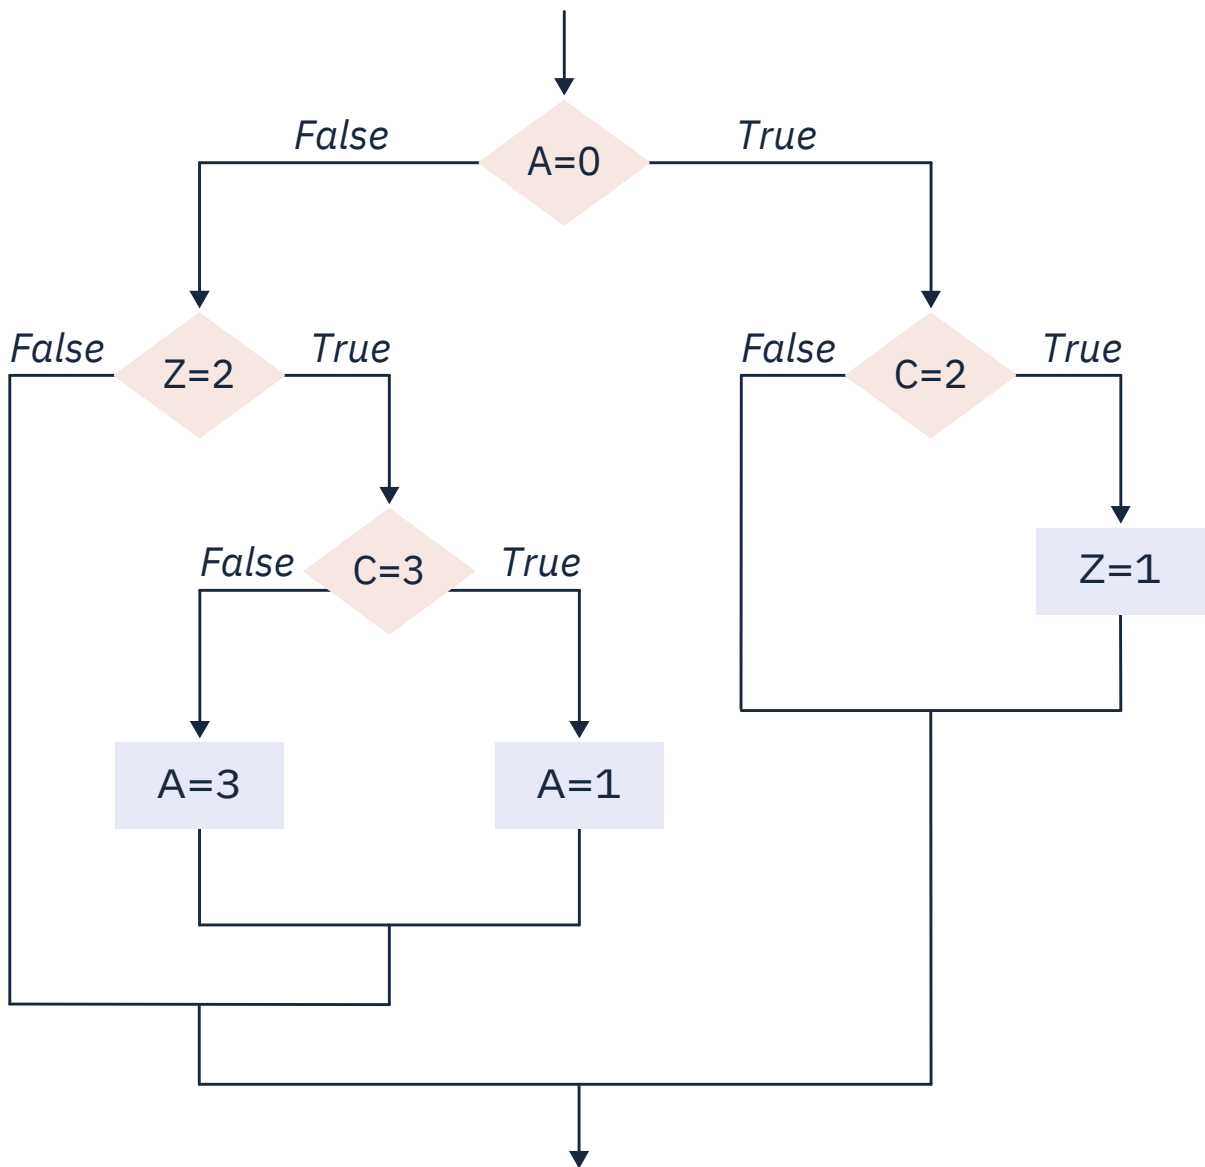 False
True
A=0
False
True
Z=2
False
True
C=2
False
True
C=3
Z=1
A=3
A=1